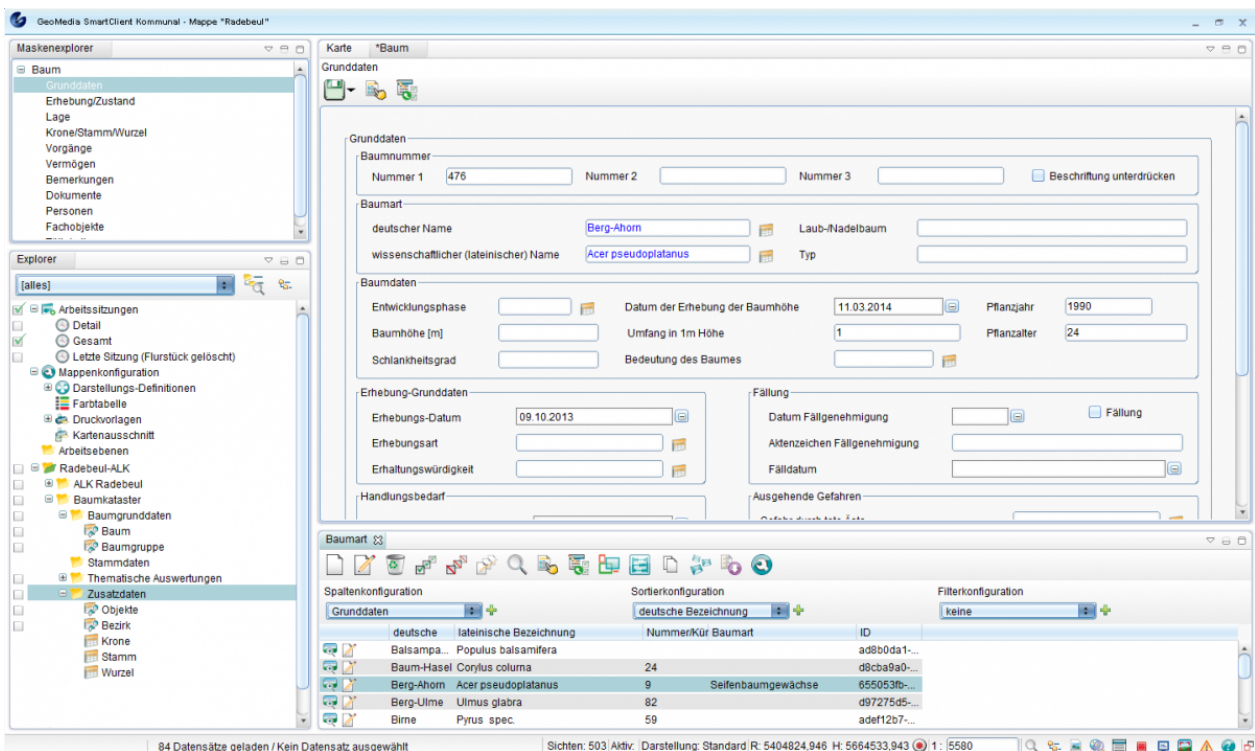 GeoMedia SmartClient Kommunal - Mappe "Radebeul"
Maskenexplorer
Baum
Grunddaten
Erhebung/Zustand
Lage
Krone/Stamm/Wurzel
Vorgänge
Vermögen
Bemerkungen
Dokumente
Personen
Fachobjekte
Explorer
[alles]
Arbeitssitzungen
Detail
Gesamt
Letzte Sitzung (Flurstück gelöscht)
Mappenkonfiguration
Darstellungs-Definitionen
Farbtabelle
Druckvorlagen
Kartenausschnitt
Arbeitsebenen
Radebeul-ALK
ALK Radebeul
Baumkataster
Baumgrunddaten
Baum
Baumgruppe
Stammdaten
Thematische Auswertungen
Zusatzdaten
Objekte
Bezirk
Krone
Stamm
Wurzel
Karte *Baum
Grunddaten
Grunddaten
Baumnummer
Nummer 1 476 Nummer 2 Nummer 3 Beschriftung unterdrücken
Baumart
deutscher Name Berg-Ahorn Laub-/Nadelbaum
wissenschaftlicher (lateinischer) Name Acer pseudoplatanus Typ
Baumdaten
Entwicklungsphase Datum der Erhebung der Baumhöhe 11.03.2014 Pflanzjahr 1990
Baumhöhe [m] Umfang in 1m Höhe 1 Pflanzalter 24
Schlankheitsgrad Bedeutung des Baumes
Erhebung-Grunddaten Fällung
Erhebungs-Datum 09.10.2013 Datum Fällgenehmigung Fällung
Erhebungsart Aktenzeichen Fällgenehmigung
Erhaltungswürdigkeit Fälldatum
Handlungsbedarf Ausgehende Gefahren
Baumart
Spaltenkonfiguration Sortierkonfiguration Filterkonfiguration
Grunddaten deutsche Bezeichnung keine
deutsche lateinische Bezeichnung Nummer/Kür Baumart ID
Balsampa... Populus balsamifera ad8b0da1-...
Baum-Hasel Corylus colurna 24 d8cba9a0-...
Berg-Ahorn Acer pseudoplatanus 9 Seifenbaumgewächse 655053fb-...
Berg-Ulme Ulmus glabra 82 d97275d5-...
Birne Pyrus spec. 59 adef12b7-...
84 Datensätze geladen / Kein Datensatz ausgewählt Sichten: 503 Aktiv: Darstellung: Standard R: 5404824,946 H: 5664533,943 1 : 5580